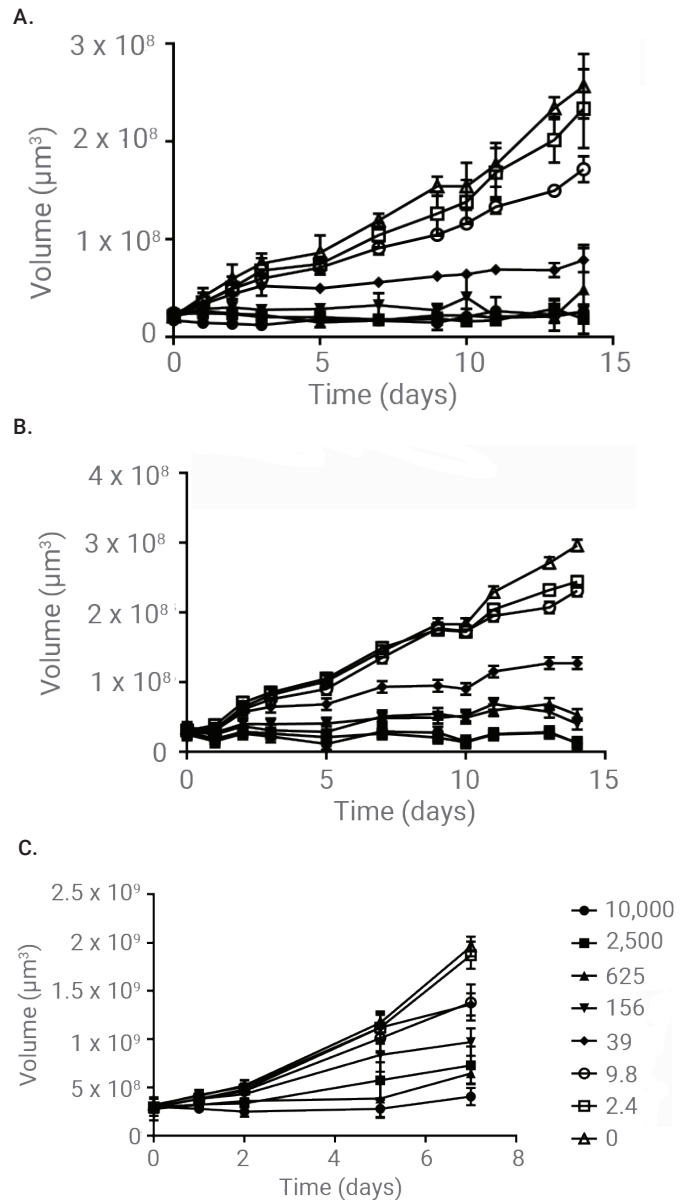 A.
3 x 10⁸
2 x 10⁸
1 x 10⁸
0
Volume (µm³)
0 5 10 15
Time (days)
B.
4 x 10⁸
3 x 10⁸
2 x 10⁸
1 x 10⁸
0
Volume (µm³)
0 5 10 15
Time (days)
C.
2.5 x 10⁹
2 x 10⁹
1.5 x 10⁹
1 x 10⁹
5 x 10⁸
0
Volume (µm³)
0 2 4 6 8
Time (days)
10,000
2,500
625
156
39
9.8
2.4
0